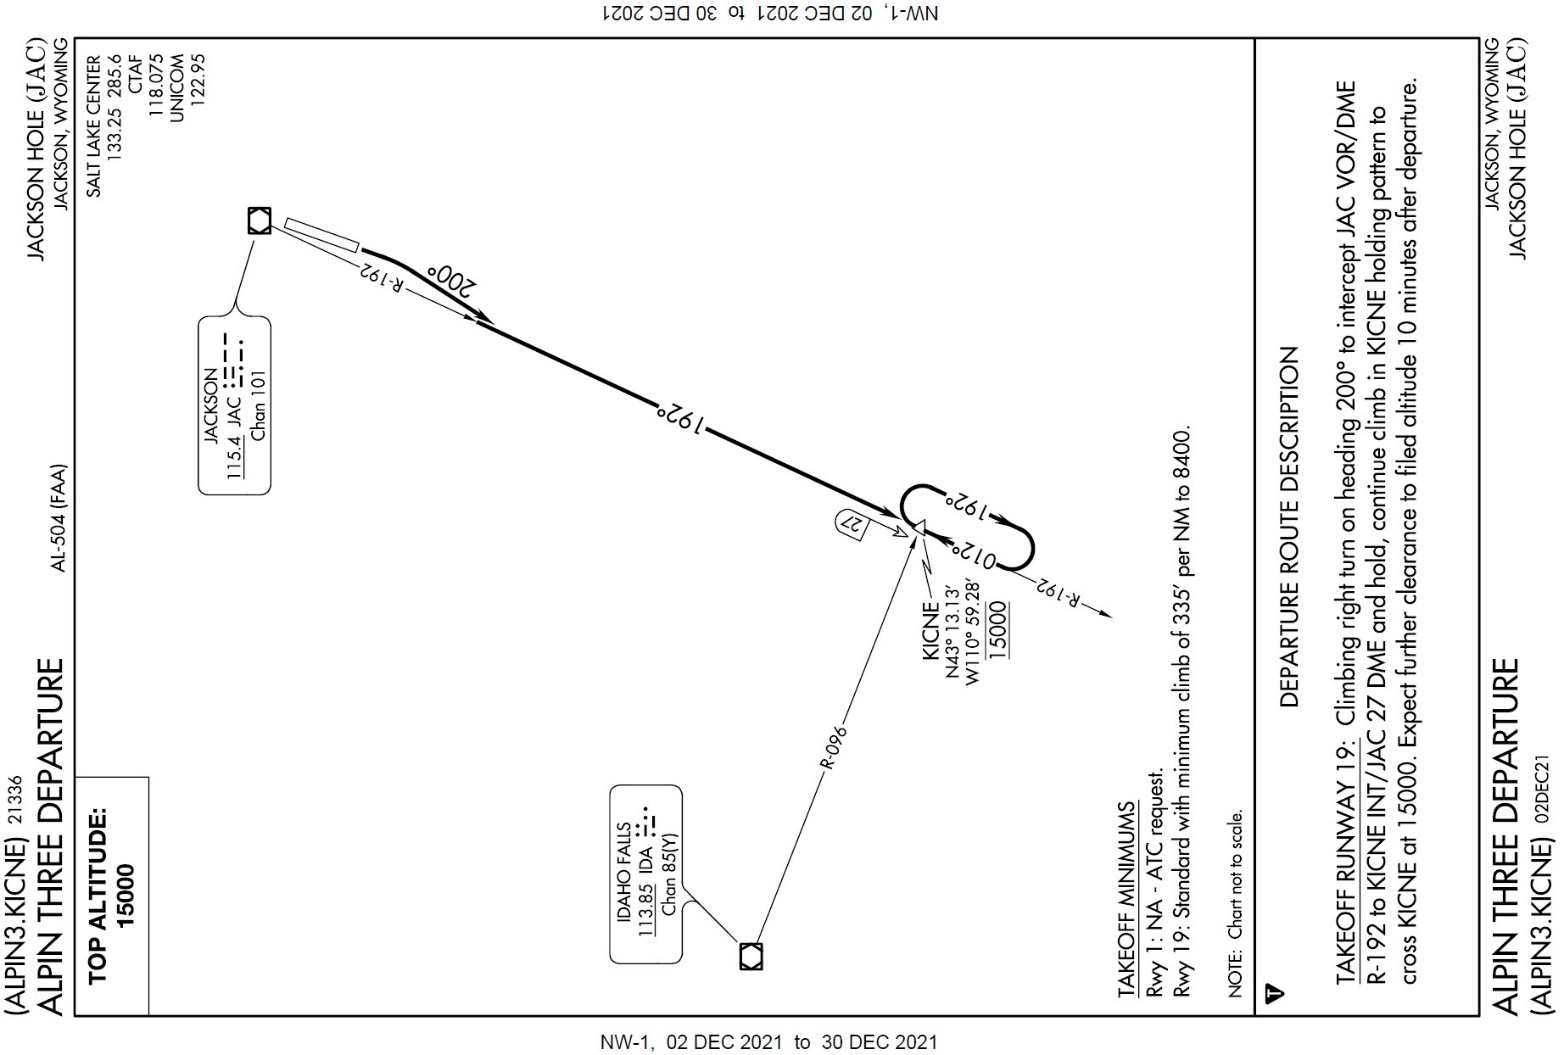 (ALPIN3.KICNE) 21336
ALPIN THREE DEPARTURE
AL-504 (FAA)
JACKSON HOLE (JAC)
JACKSON, WYOMING
TOP ALTITUDE:
15000
SALT LAKE CENTER
133.25 285.6
CTAF
118.075
UNICOM
122.95
JACKSON
115.4 JAC
Chan 101
R-192
200°
192°
27
IDAHO FALLS
113.85 IDA
Chan 85(Y)
R-096
KICNE
N43° 13.13'
W110° 59.28'
15000
192°
012°
R-192
TAKEOFF MINIMUMS
Rwy 1: NA - ATC request.
Rwy 19: Standard with minimum climb of 335' per NM to 8400.
NOTE: Chart not to scale.
T
DEPARTURE ROUTE DESCRIPTION
TAKEOFF RUNWAY 19: Climbing right turn on heading 200° to intercept JAC VOR/DME
R-192 to KICNE INT/JAC 27 DME and hold, continue climb in KICNE holding pattern to
cross KICNE at 15000. Expect further clearance to filed altitude 10 minutes after departure.
ALPIN THREE DEPARTURE
(ALPIN3.KICNE) 02DEC21
JACKSON, WYOMING
JACKSON HOLE (JAC)
NW-1, 02 DEC 2021 to 30 DEC 2021
NW-1, 02 DEC 2021 to 30 DEC 2021